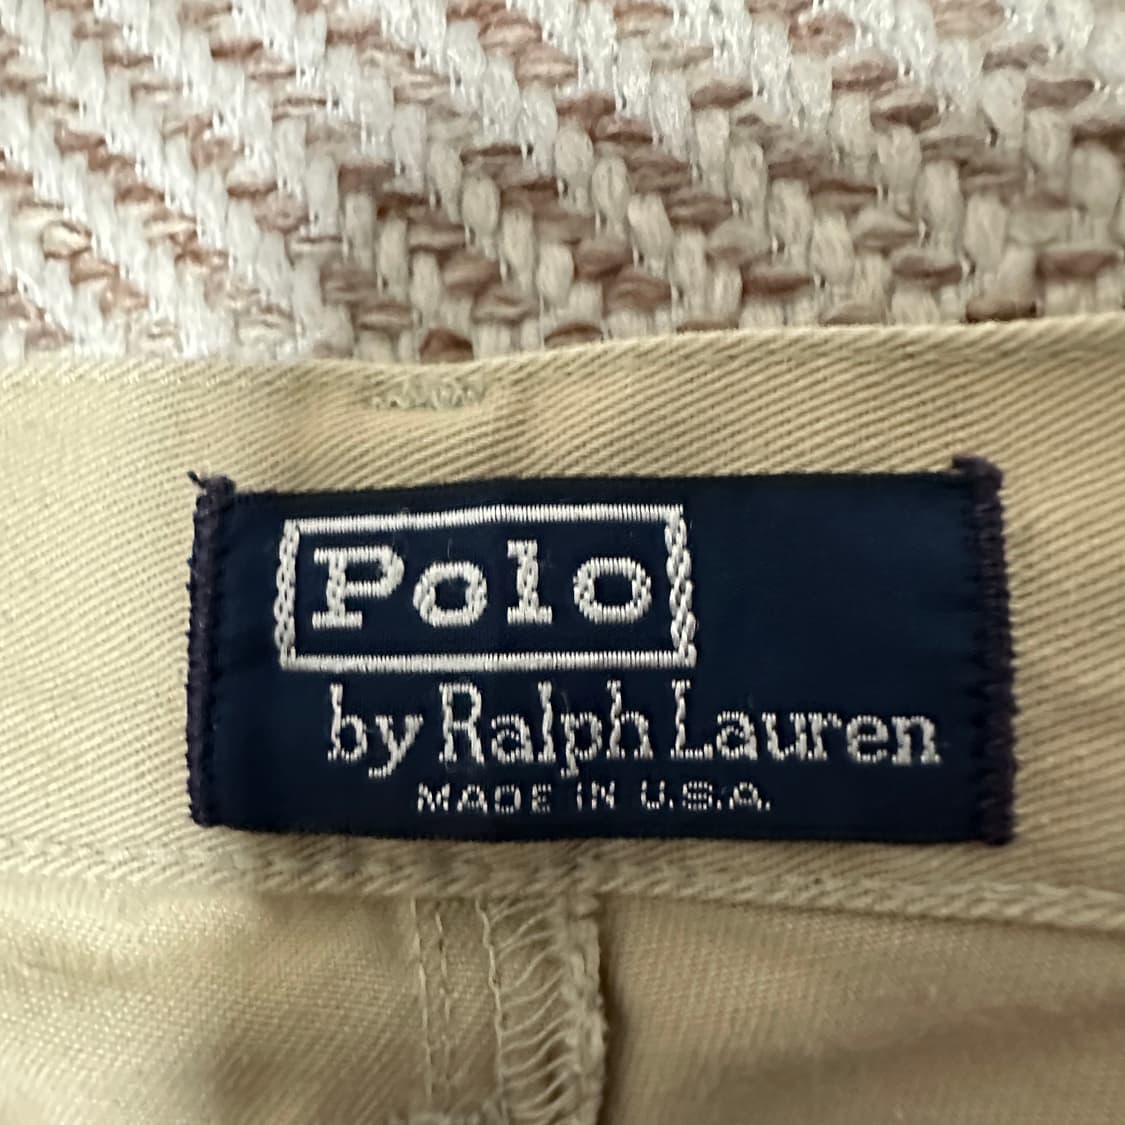 Polo
by Ralph Lauren
MADE IN U.S.A.